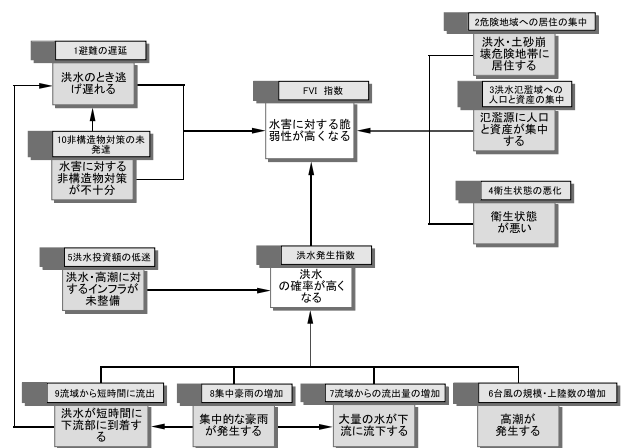 1避難の遅延
洪水のとき逃
げ遅れる
10非構造物対策の未
発達
水害に対する
非構造物対策
が不十分
FVI 指数
水害に対する脆
弱性が高くなる
2危険地域への居住の集中
洪水・土砂崩
壊危険地帯に
居住する
3洪水氾濫域への
人口と資産の集中
氾濫源に人口
と資産が集中
する
4衛生状態の悪化
衛生状態
が悪い
5洪水投資額の低迷
洪水・高潮に対
するインフラが
未整備
洪水発生指数
洪水
の確率が高く
なる
9流域から短時間に流出
洪水が短時間に
下流部に到着す
る
8集中豪雨の増加
集中的な豪雨
が発生する
7流域からの流出量の増加
大量の水が下
流に流下する
6台風の規模・上陸数の増加
高潮が
発生する